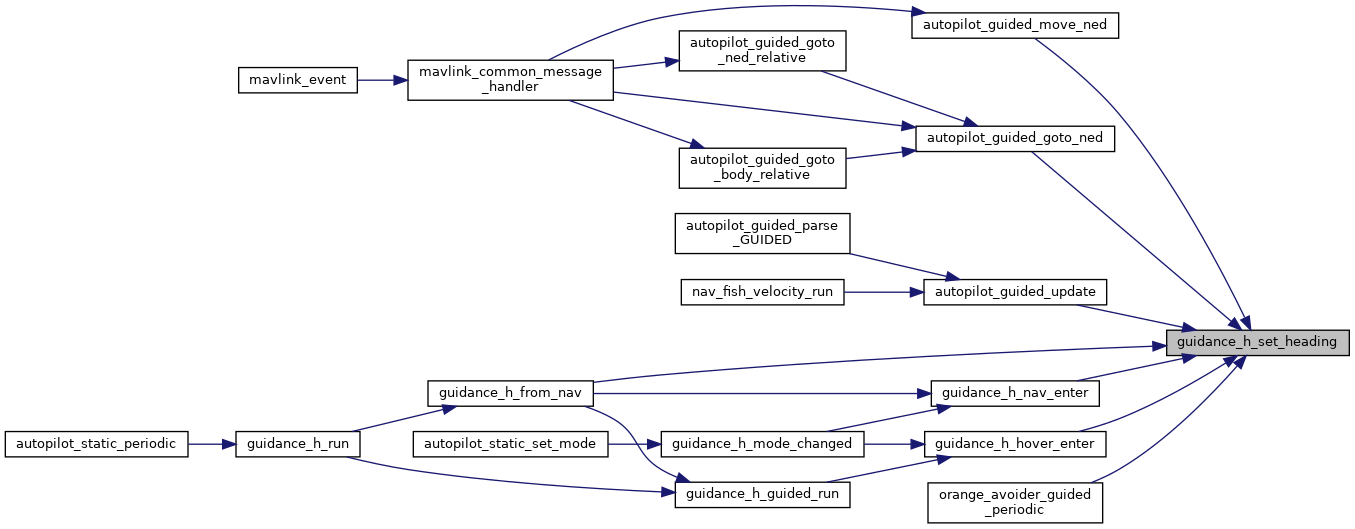 autopilot_guided_move_ned
autopilot_guided_goto
_ned_relative
mavlink_common_message
_handler
mavlink_event
autopilot_guided_goto_ned
autopilot_guided_goto
_body_relative
autopilot_guided_parse
_GUIDED
nav_fish_velocity_run
autopilot_guided_update
guidance_h_set_heading
guidance_h_from_nav
guidance_h_nav_enter
autopilot_static_periodic
guidance_h_run
autopilot_static_set_mode
guidance_h_mode_changed
guidance_h_hover_enter
guidance_h_guided_run
orange_avoider_guided
_periodic